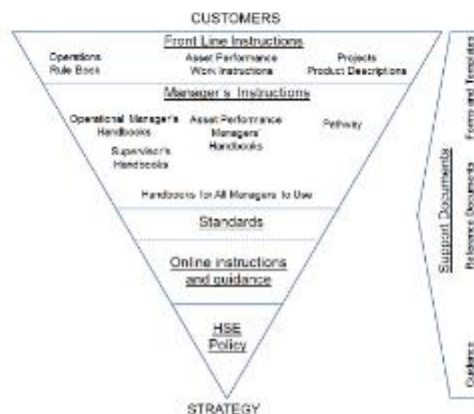 CUSTOMERS
Front Line Instructions
Operations
Rule Book
Asset Performance
Work Instructions
Projects
Product Descriptions
Manager's Instructions
Operational Manager's
Handbooks
Asset Performance
Managers'
Handbooks
Pathway
Supervisor's
Handbooks
Handbooks for All Managers to Use
Standards
Online instructions
and guidance
HSE
Policy
STRATEGY
Support Documents
Forms and Templates
Reference Documents
Guidance